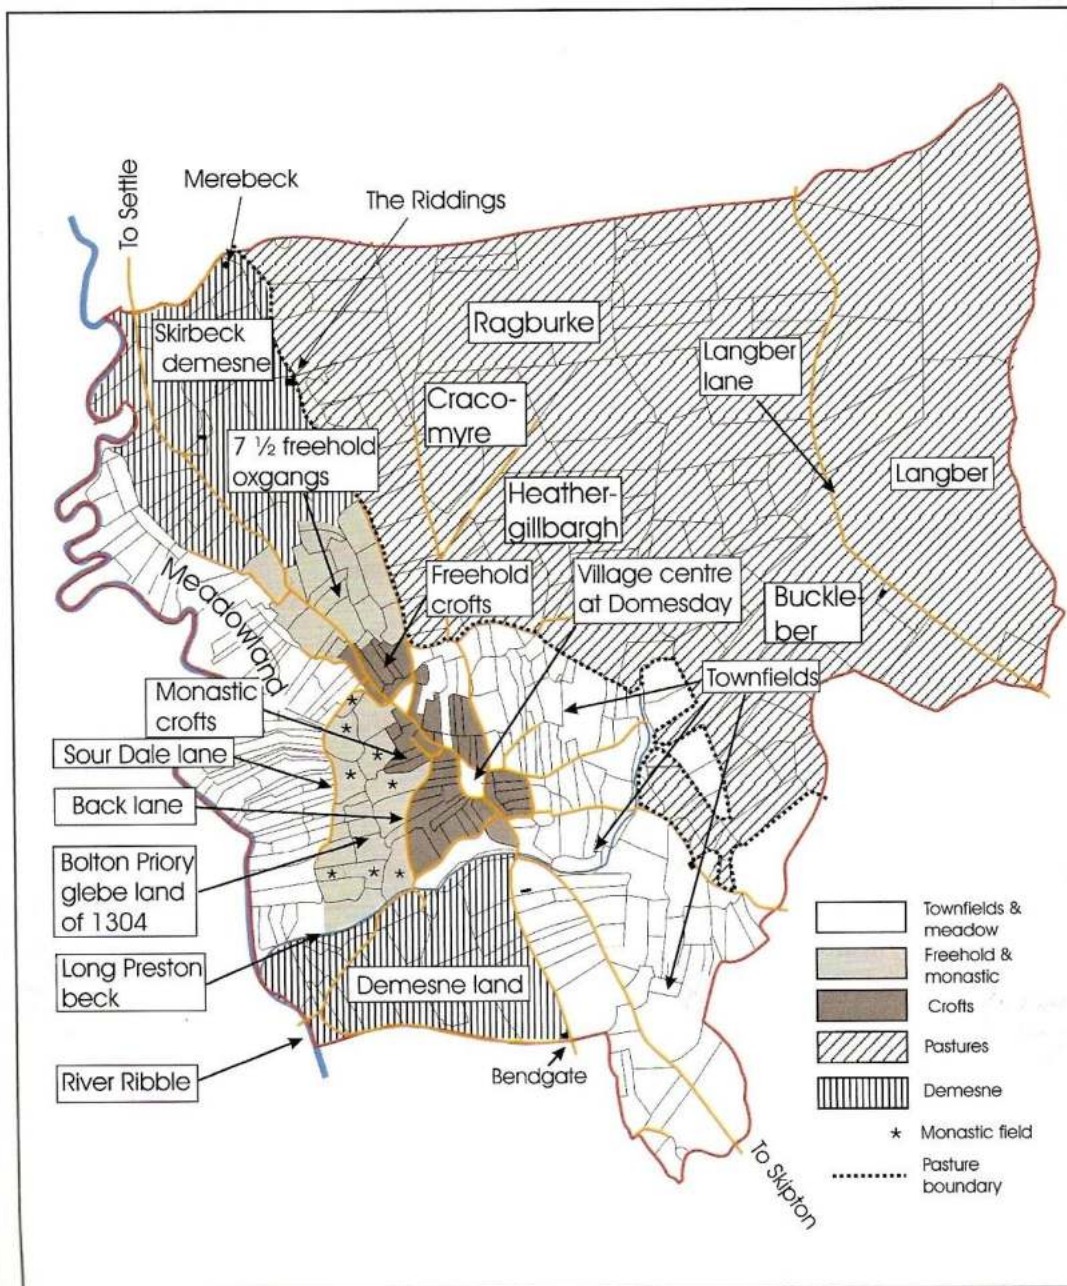 To Settle
Merebeck
The Riddings
Skirbeck
demesne
Ragburke
Langber
lane
Craco-
myre
7 ½ freehold
oxgangs
Langber
Heather-
gillbargh
Meadowland
Freehold
crofts
Village centre
at Domesday
Buckle-
ber
Monastic
crofts
Townfields
Sour Dale lane
Back lane
Bolton Priory
glebe land
of 1304
Long Preston
beck
Demesne land
River Ribble
Bendgate
To Skipton
Townfields &
meadow
Freehold &
monastic
Crofts
Pastures
Demesne
* Monastic field
Pasture
boundary